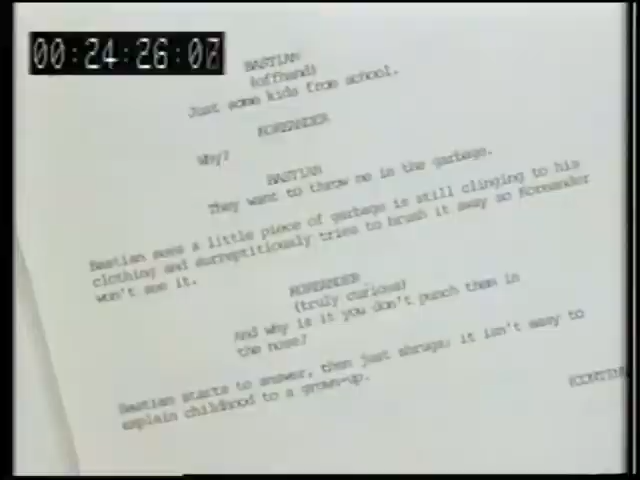 00:24:26:07
BASTIAN
(offhand)
Just some kids from school.
KOREANDER
Why?
BASTIAN
They want to throw me in the garbage.
Bastian sees a little piece of garbage is still clinging to his
clothing and surreptitiously tries to brush it away so Koreander
won't see it.
KOREANDER
(truly curious)
And why is it you don't punch them in
the nose?
Bastian starts to answer, then just shrugs; it isn't easy to
explain childhood to a grown-up.
(CONTIN